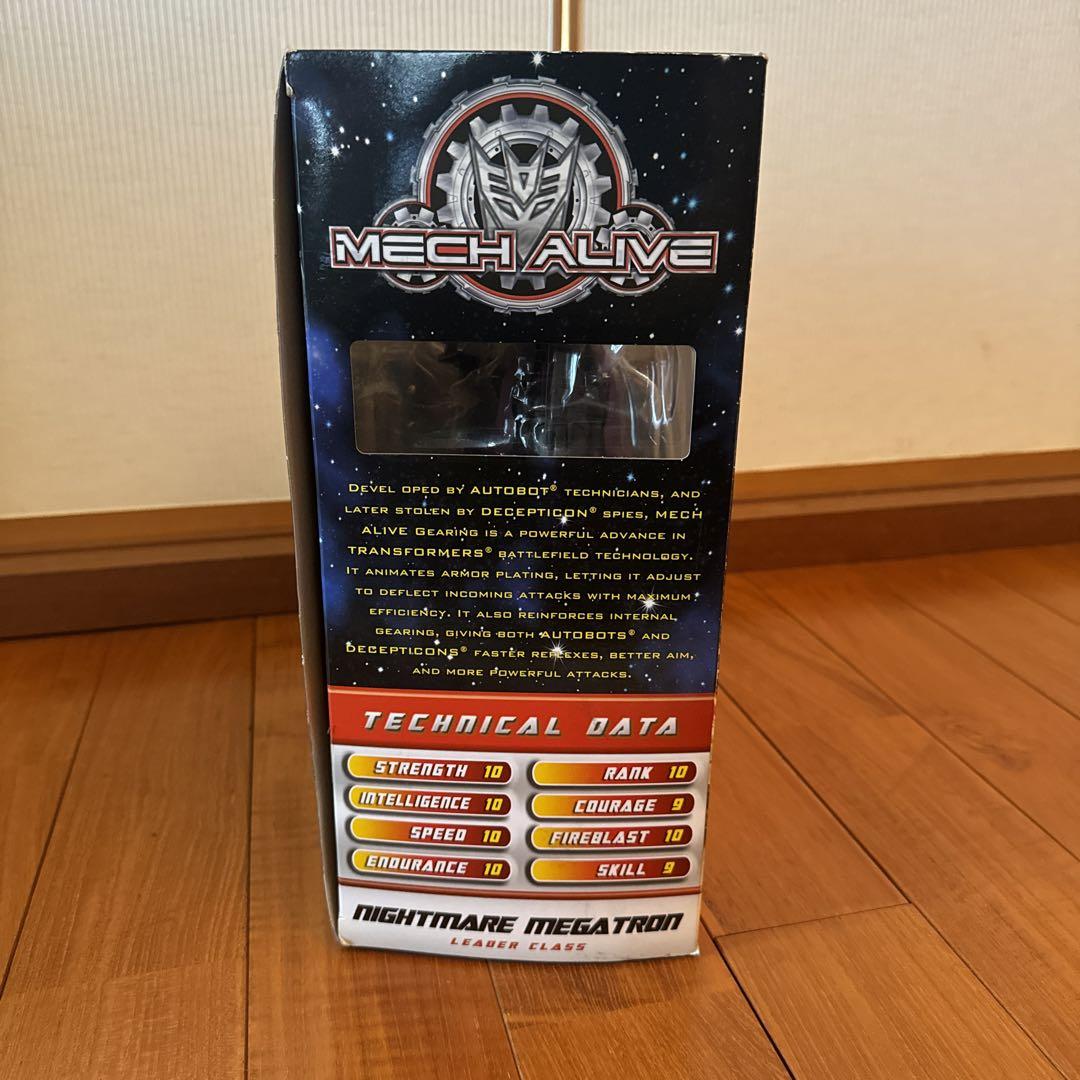 MECH ALIVE
DEVEL OPED BY AUTOBOT® TECHNICIANS, AND
LATER STOLEN BY DECEPTICON® SPIES, MECH
ALIVE GEARING IS A POWERFUL ADVANCE IN
TRANSFORMERS® BATTLEFIELD TECHNOLOGY.
IT ANIMATES ARMOR PLATING, LETTING IT ADJUST
TO DEFLECT INCOMING ATTACKS WITH MAXIMUM
EFFICIENCY. IT ALSO REINFORCES INTERNAL
GEARING, GIVING BOTH AUTOBOTS® AND
DECEPTICONS® FASTER REFLEXES, BETTER AIM,
AND MORE POWERFUL ATTACKS.
TECHNICAL DATA
STRENGTH 10 RANK 10
INTELLIGENCE 10 COURAGE 9
SPEED 10 FIREBLAST 10
ENDURANCE 10 SKILL 9
NIGHTMARE MEGATRON
LEADER CLASS